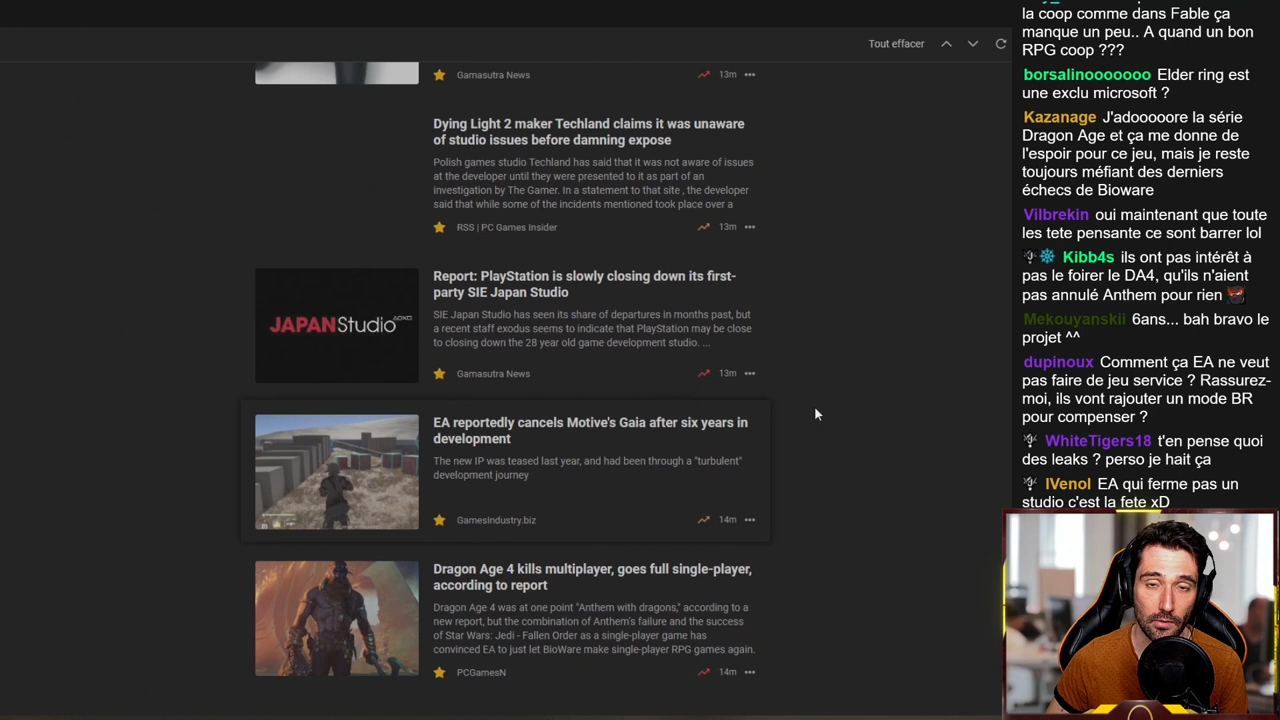 Tout effacer
Gamasutra News
13m
Dying Light 2 maker Techland claims it was unaware
of studio issues before damning expose
Polish games studio Techland has said that it was not aware of issues
at the developer until they were presented to it as part of an
investigation by The Gamer. In a statement to that site , the developer
said that while some of the incidents mentioned took place over a
RSS | PC Games Insider
13m
JAPANStudio
Report: PlayStation is slowly closing down its first-
party SIE Japan Studio
SIE Japan Studio has seen its share of departures in months past, but
a recent staff exodus seems to indicate that PlayStation may be close
to closing down the 28 year old game development studio. ...
Gamasutra News
13m
EA reportedly cancels Motive's Gaia after six years in
development
The new IP was teased last year, and had been through a "turbulent"
development journey
GamesIndustry.biz
14m
Dragon Age 4 kills multiplayer, goes full single-player,
according to report
Dragon Age 4 was at one point "Anthem with dragons," according to a
new report, but the combination of Anthem's failure and the success
of Star Wars: Jedi - Fallen Order as a single-player game has
convinced EA to just let BioWare make single-player RPG games again.
PCGamesN
14m
la coop comme dans Fable ça
manque un peu.. A quand un bon
RPG coop ???
borsalinooooooo Elder ring est
une exclu microsoft ?
Kazanage J'adooooore la série
Dragon Age et ça me donne de
l'espoir pour ce jeu, mais je reste
toujours méfiant des derniers
échecs de Bioware
Vilbrekin oui maintenant que toute
les tete pensante ce sont barrer lol
Kibb4s ils ont pas intérêt à
pas le foirer le DA4, qu'ils n'aient
pas annulé Anthem pour rien
Mekouyanskii 6ans... bah bravo le
projet ^^
dupinoux Comment ça EA ne veut
pas faire de jeu service ? Rassurez-
moi, ils vont rajouter un mode BR
pour compenser ?
WhiteTigers18 t'en pense quoi
des leaks ? perso je hait ça
IVenol EA qui ferme pas un
studio c'est la fete xD